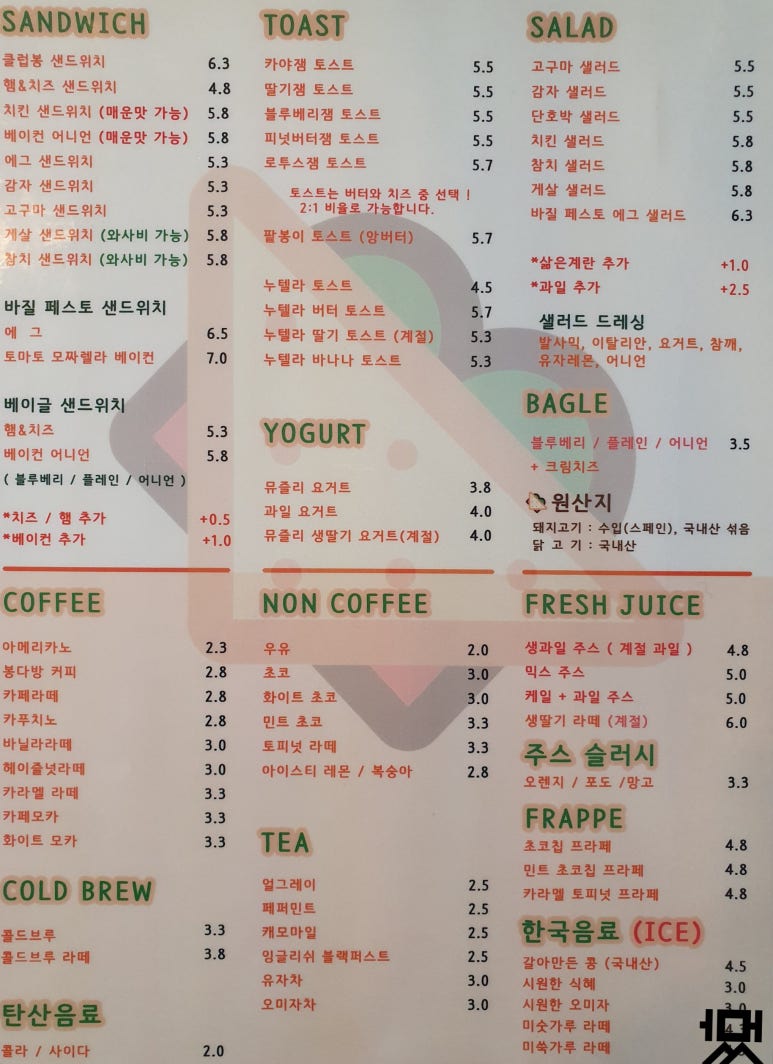 SANDWICH
클럽봉 샌드위치 6.3
햄&치즈 샌드위치 4.8
치킨 샌드위치 (매운맛 가능) 5.8
베이컨 어니언 (매운맛 가능) 5.8
에그 샌드위치 5.3
감자 샌드위치 5.3
고구마 샌드위치 5.3
게살 샌드위치 (와사비 가능) 5.8
참치 샌드위치 (와사비 가능) 5.8
바질 페스토 샌드위치
에 그 6.5
토마토 모짜렐라 베이컨 7.0
베이글 샌드위치
햄&치즈 5.3
베이컨 어니언 5.8
( 블루베리 / 플레인 / 어니언 )
*치즈 / 햄 추가 +0.5
*베이컨 추가 +1.0
TOAST
카야잼 토스트 5.5
딸기잼 토스트 5.5
블루베리잼 토스트 5.5
피넛버터잼 토스트 5.5
로투스잼 토스트 5.7
토스트는 버터와 치즈 중 선택 !
2:1 비율로 가능합니다.
팥봉이 토스트 (앙버터) 5.7
누텔라 토스트 4.5
누텔라 버터 토스트 5.7
누텔라 딸기 토스트 (계절) 5.3
누텔라 바나나 토스트 5.3
YOGURT
뮤즐리 요거트 3.8
과일 요거트 4.0
뮤즐리 생딸기 요거트(계절) 4.0
SALAD
고구마 샐러드 5.5
감자 샐러드 5.5
단호박 샐러드 5.5
치킨 샐러드 5.8
참치 샐러드 5.8
게살 샐러드 5.8
바질 페스토 에그 샐러드 6.3
*삶은계란 추가 +1.0
*과일 추가 +2.5
샐러드 드레싱
발사믹, 이탈리안, 요거트, 참깨,
유자레몬, 어니언
BAGLE
블루베리 / 플레인 / 어니언 3.5
+ 크림치즈
원산지
돼지고기 : 수입(스페인), 국내산 섞음
닭 고 기 : 국내산
COFFEE
아메리카노 2.3
봉다방 커피 2.8
카페라떼 2.8
카푸치노 2.8
바닐라라떼 3.0
헤이즐넛라떼 3.0
카라멜 라떼 3.3
카페모카 3.3
화이트 모카 3.3
COLD BREW
콜드브루 3.3
콜드브루 라떼 3.8
탄산음료
콜라 / 사이다 2.0
NON COFFEE
우유 2.0
초코 3.0
화이트 초코 3.0
민트 초코 3.3
토피넛 라떼 3.3
아이스티 레몬 / 복숭아 2.8
TEA
얼그레이 2.5
페퍼민트 2.5
캐모마일 2.5
잉글리쉬 블랙퍼스트 2.5
유자차 3.0
오미자차 3.0
FRESH JUICE
생과일 주스 ( 계절 과일 ) 4.8
믹스 주스 5.0
케일 + 과일 주스 5.0
생딸기 라떼 (계절) 6.0
주스 슬러시
오렌지 / 포도 /망고 3.3
FRAPPE
초코칩 프라페 4.8
민트 초코칩 프라페 4.8
카라멜 토피넛 프라페 4.8
한국음료 (ICE)
갈아만든 콩 (국내산) 4.5
시원한 식혜 3.0
시원한 오미자 3.0
미숫가루 라떼
미쑥가루 라떼